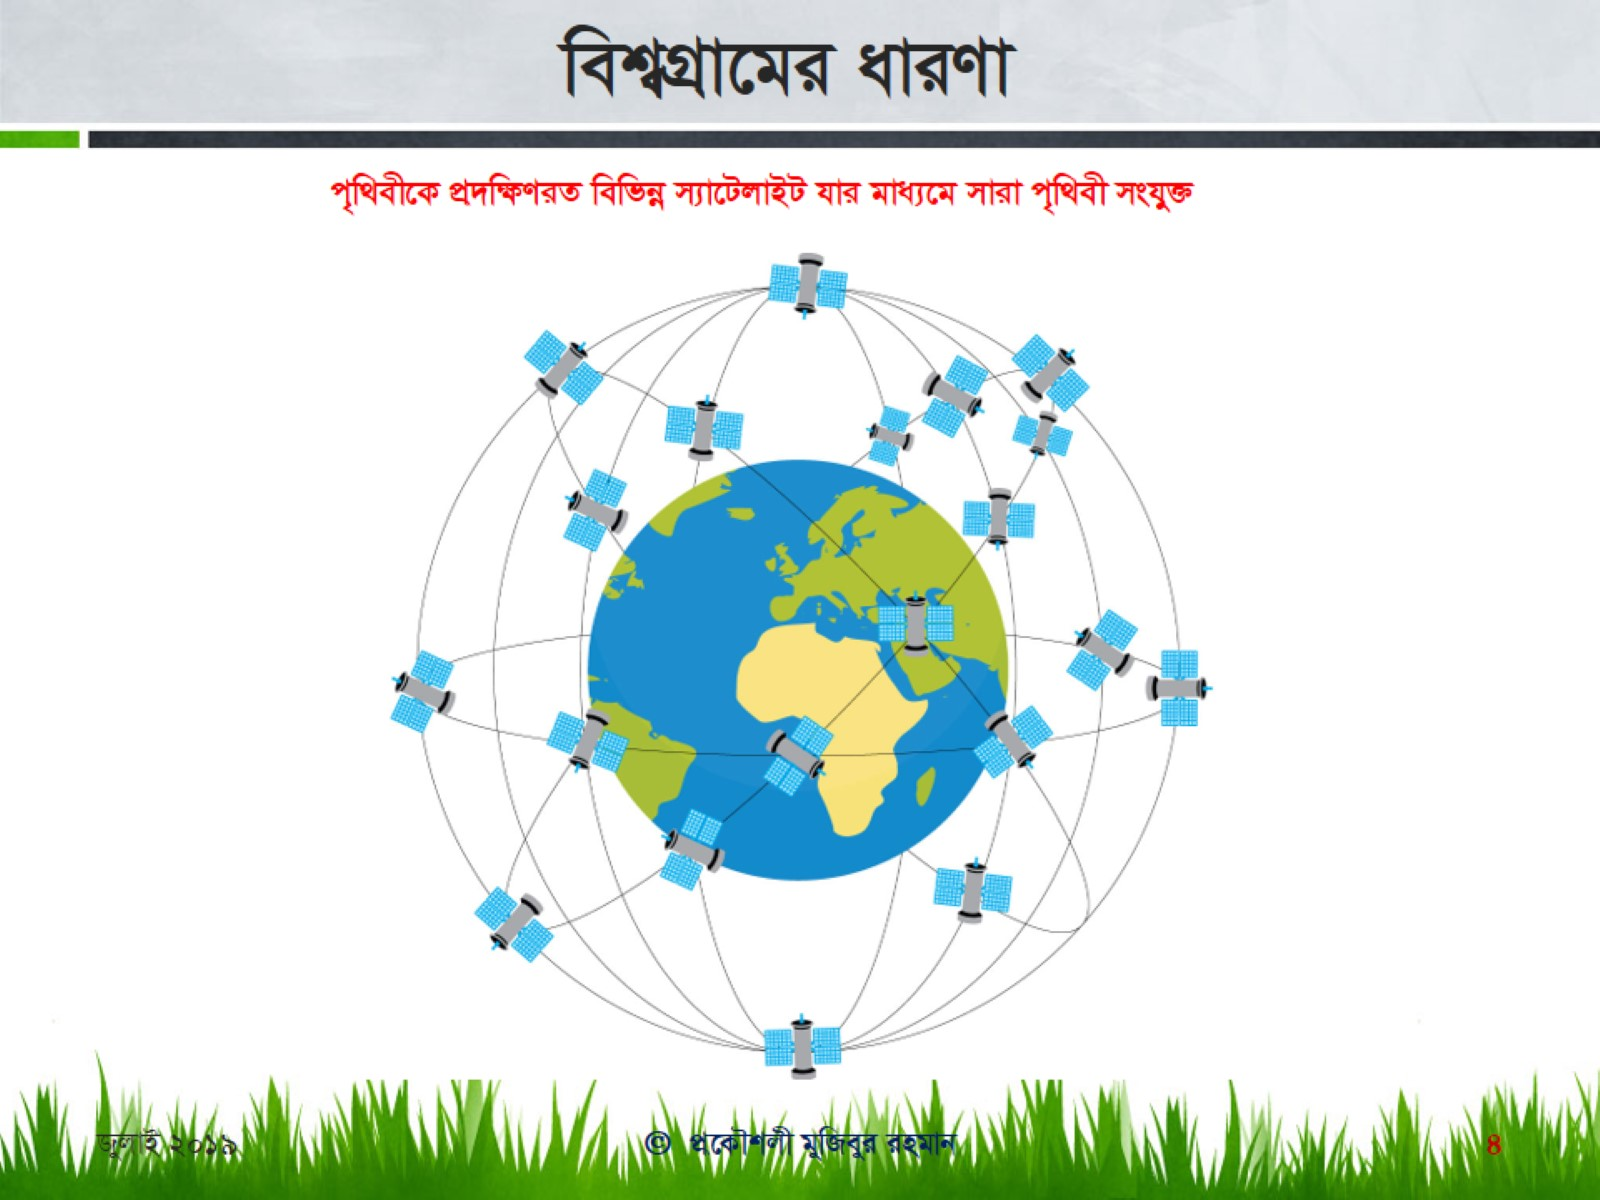 বিশ্বগ্রামের ধারণা
পৃথিবীকে প্রদক্ষিণরত বিভিন্ন স্যাটেলাইট যার মাধ্যমে সারা পৃথিবী সংযুক্ত
জুলাই ২০১৯
© প্রকৌশলী মুজিবুর রহমান
৪